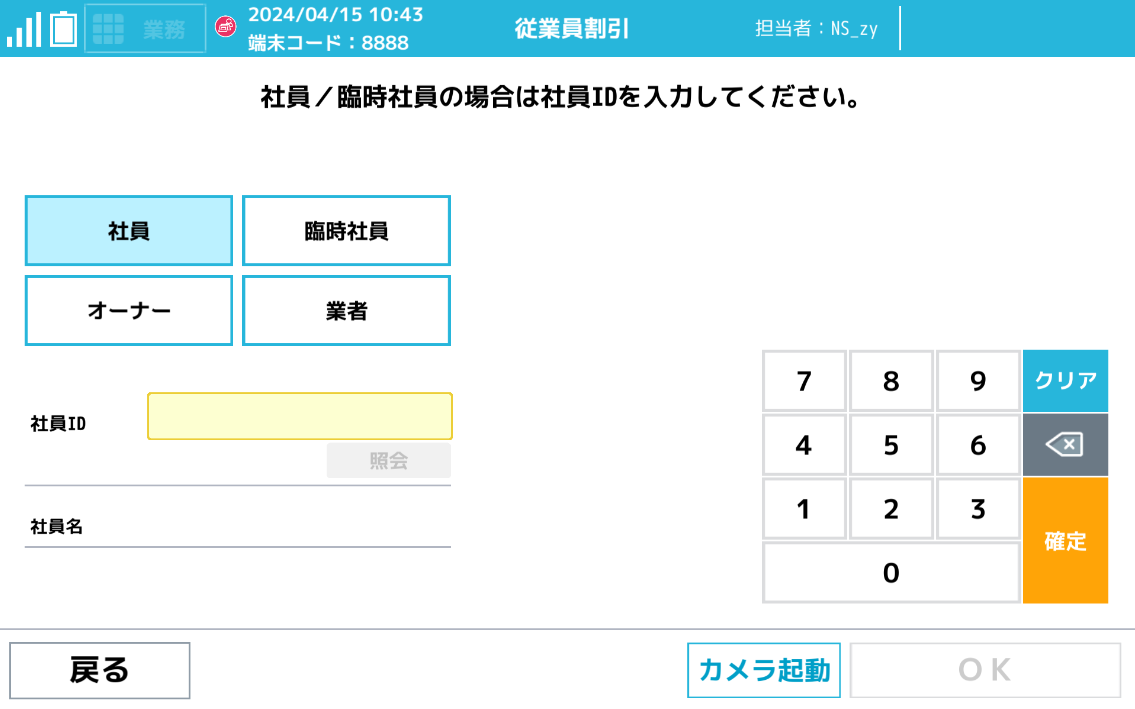 業務
2024/04/15 10:43
端末コード：8888
従業員割引
担当者：NS_zy
社員／臨時社員の場合は社員IDを入力してください。
社員
臨時社員
オーナー
業者
社員ID
照会
社員名
7 8 9 クリア
4 5 6
1 2 3
確定
0
戻る
カメラ起動
ＯＫ